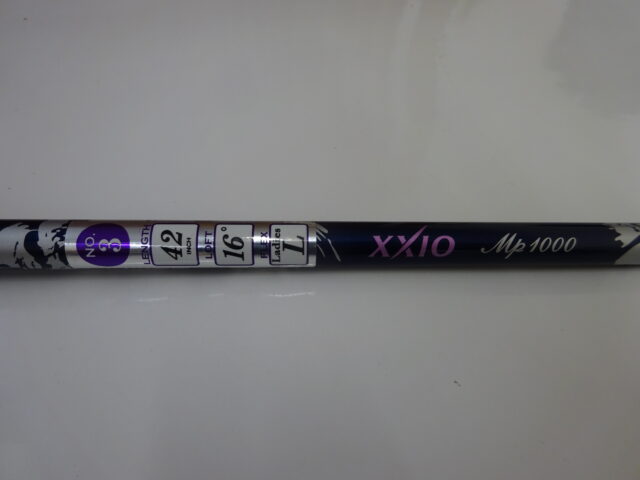 NO.
3
LENGTH
42
INCH
LOFT
16°
FLEX
Ladies
L
XXIO Mp1000